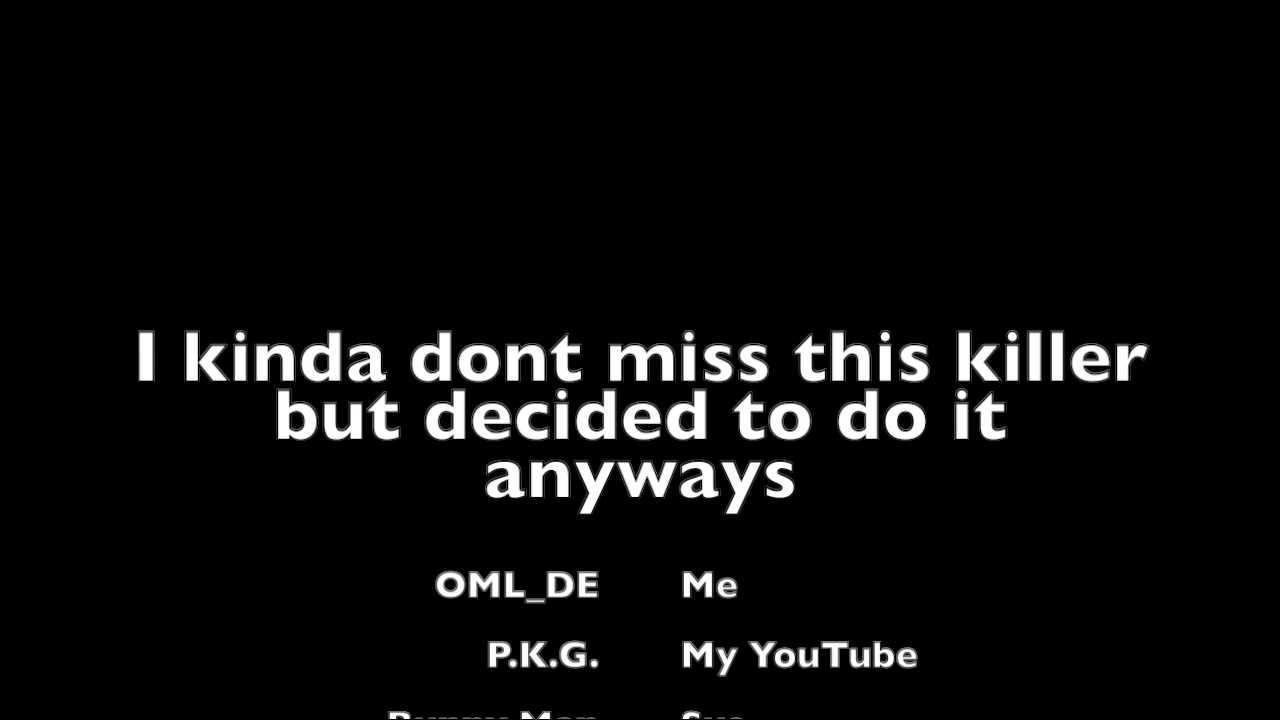 I kinda dont miss this killer
but decided to do it
anyways
OML_DE Me
P.K.G. My YouTube